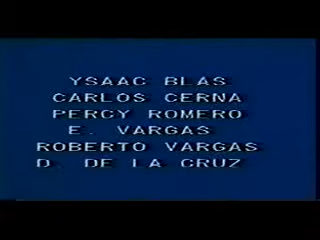 YSAAC BLAS
CARLOS CERNA
PERCY ROMERO
E. VARGAS
ROBERTO VARGAS
D. DE LA CRUZ